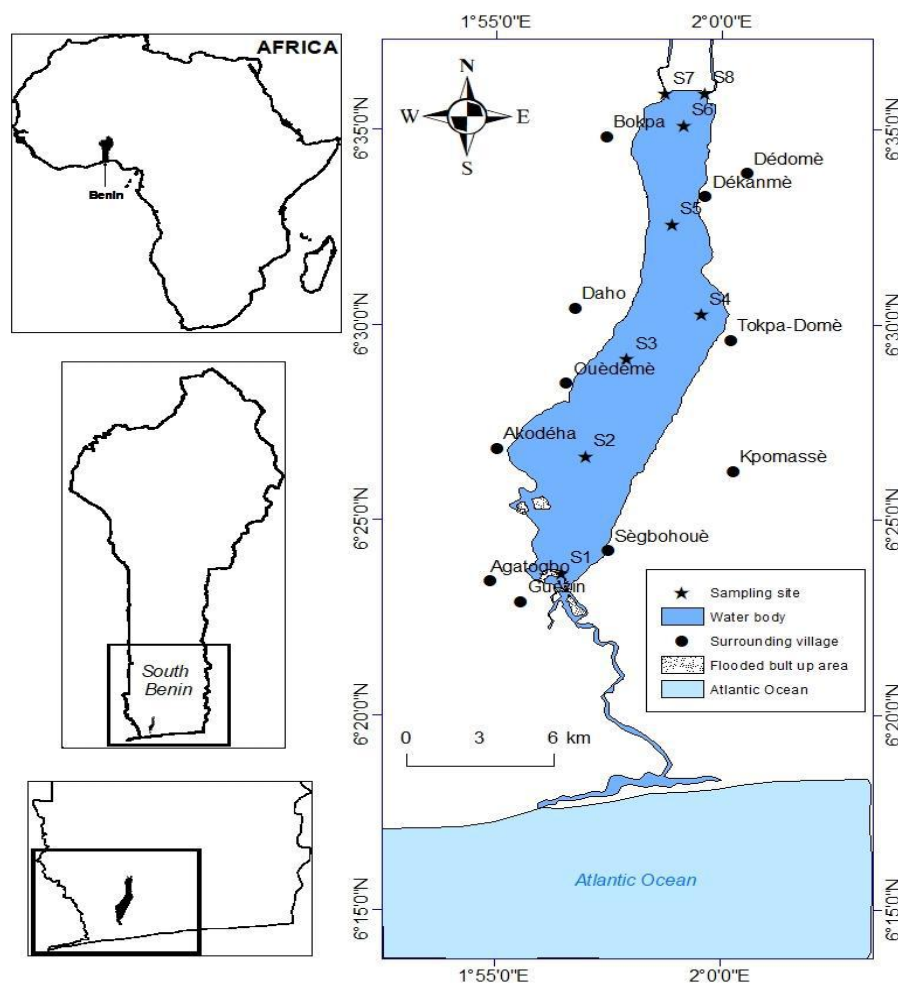 AFRICA
Benin
South
Benin
1°55'0"E 2°0'0"E
N
W E
S
S7 S8
S6
Bokpa
Dédomè
Dékanmè
S5
Daho
S4
Tokpa-Domè
S3
Ouèdèmè
Akodéha
S2
Kpomassè
Sègbohouè
S1
Agatogbo
6°35'0"N 6°35'0"N
6°30'0"N 6°30'0"N
6°25'0"N 6°25'0"N
6°20'0"N 6°20'0"N
6°15'0"N 6°15'0"N
Sampling site
Water body
Surrounding village
Flooded bult up area
Atlantic Ocean
0 3 6 km
Atlantic Ocean
1°55'0"E 2°0'0"E